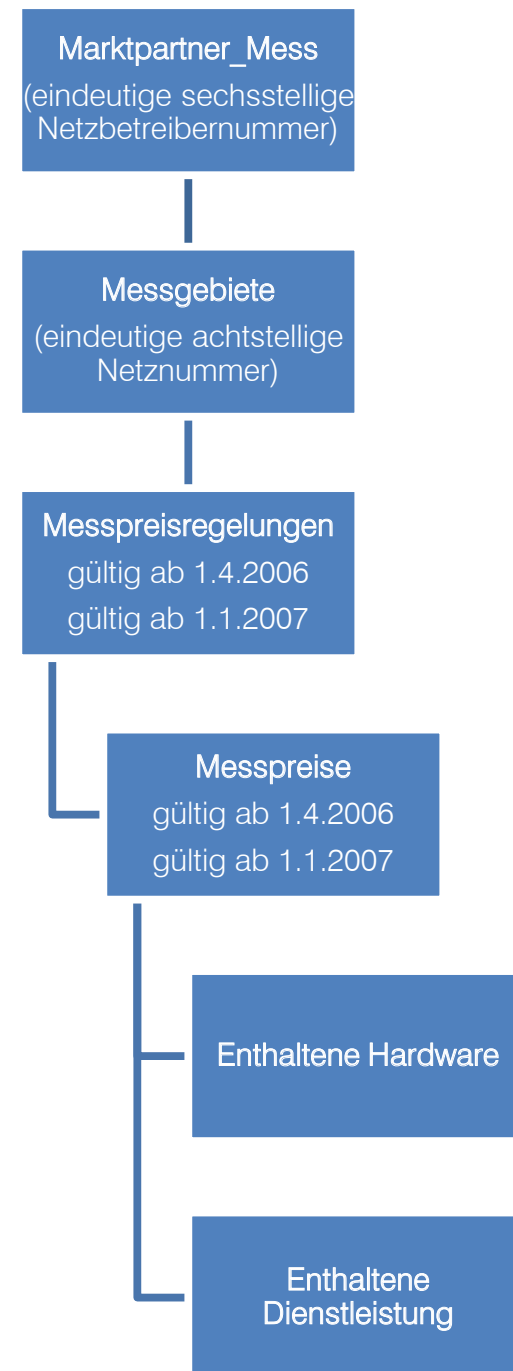 Marktpartner_Mess
(eindeutige sechsstellige
Netzbetreibernummer)
Messgebiete
(eindeutige achtstellige
Netznummer)
Messpreisregelungen
gültig ab 1.4.2006
gültig ab 1.1.2007
Messpreise
gültig ab 1.4.2006
gültig ab 1.1.2007
Enthaltene Hardware
Enthaltene
Dienstleistung